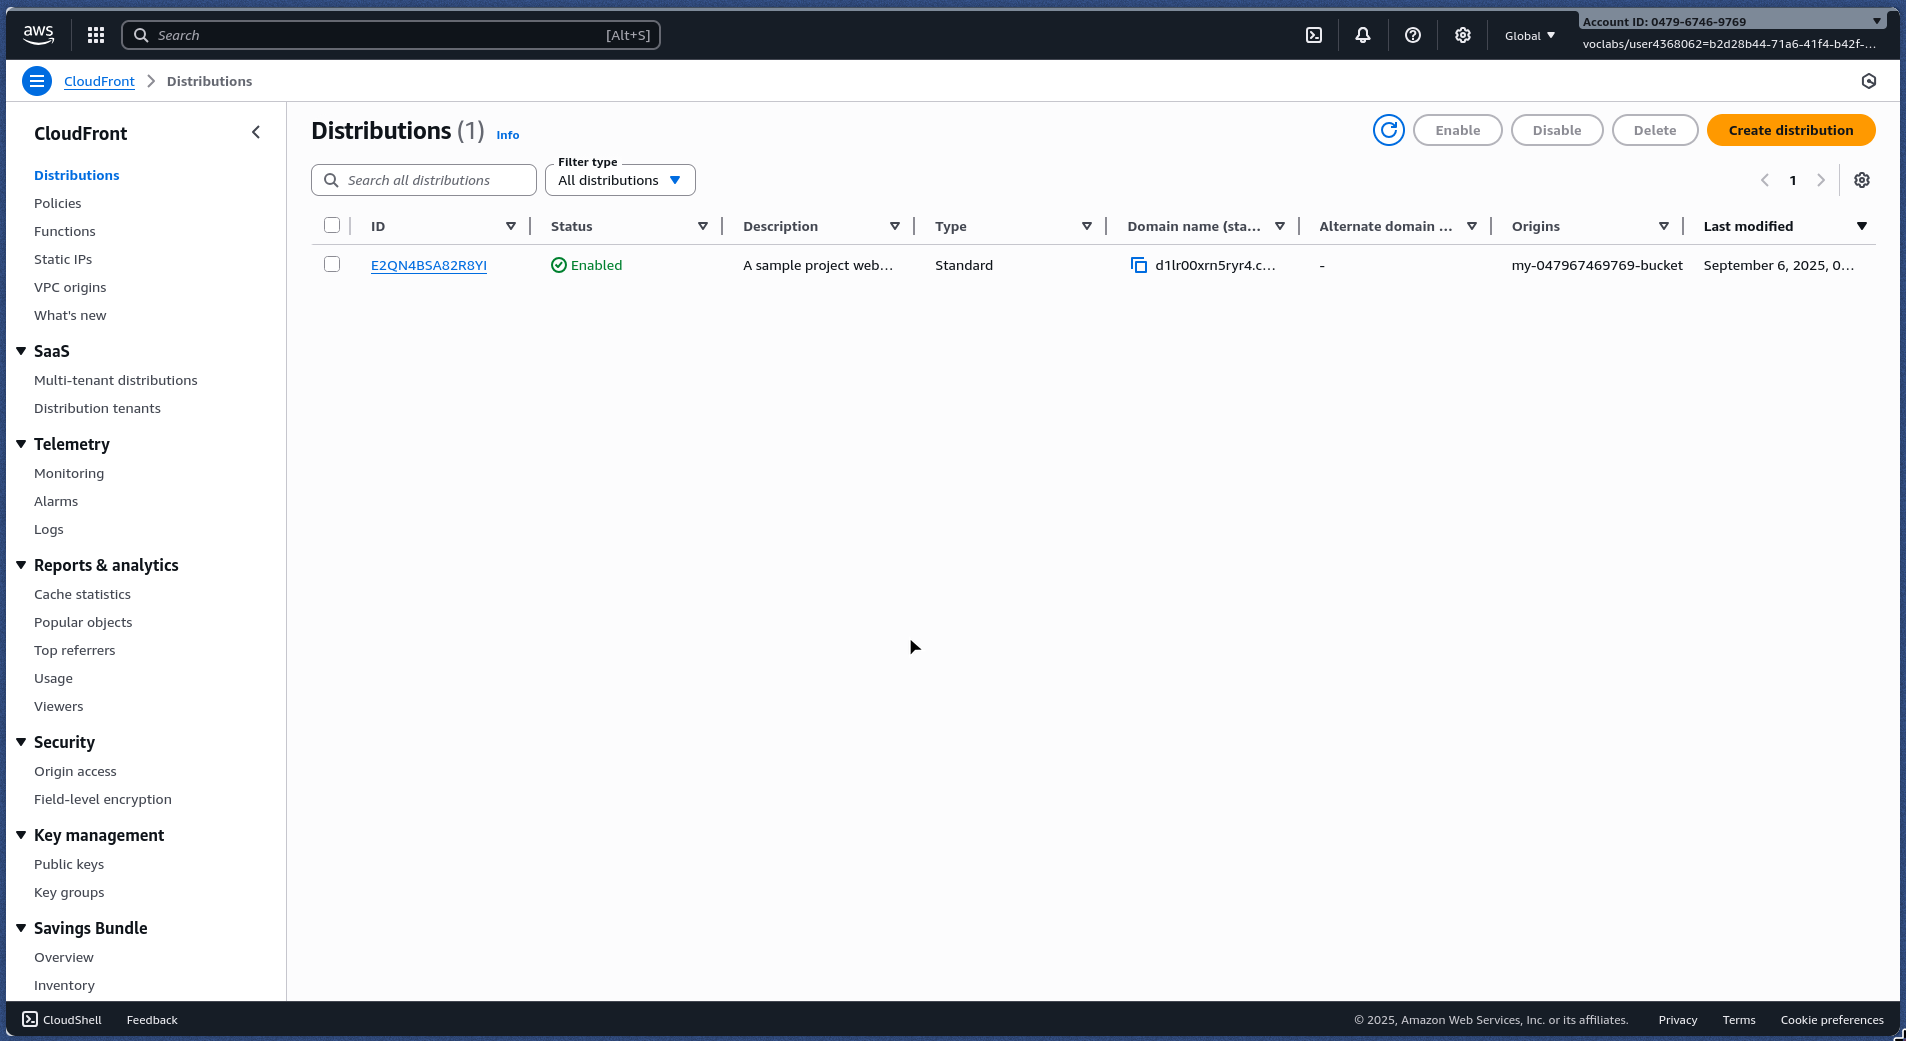 aws
Search
[Alt+S]
Global
Account ID: 0479-6746-9769
voclabs/user4368062=b2d28b44-71a6-41f4-b42f-...
CloudFront
Distributions
CloudFront
Distributions
Policies
Functions
Static IPs
VPC origins
What's new
SaaS
Multi-tenant distributions
Distribution tenants
Telemetry
Monitoring
Alarms
Logs
Reports & analytics
Cache statistics
Popular objects
Top referrers
Usage
Viewers
Security
Origin access
Field-level encryption
Key management
Public keys
Key groups
Savings Bundle
Overview
Inventory
Distributions (1) Info
Enable
Disable
Delete
Create distribution
Search all distributions
Filter type
All distributions
1
ID Status Description Type Domain name (sta... Alternate domain ... Origins Last modified
E2QN4BSA82R8YI Enabled A sample project web... Standard d1lr00xrn5ryr4.c... - my-047967469769-bucket September 6, 2025, 0...
CloudShell Feedback © 2025, Amazon Web Services, Inc. or its affiliates. Privacy Terms Cookie preferences